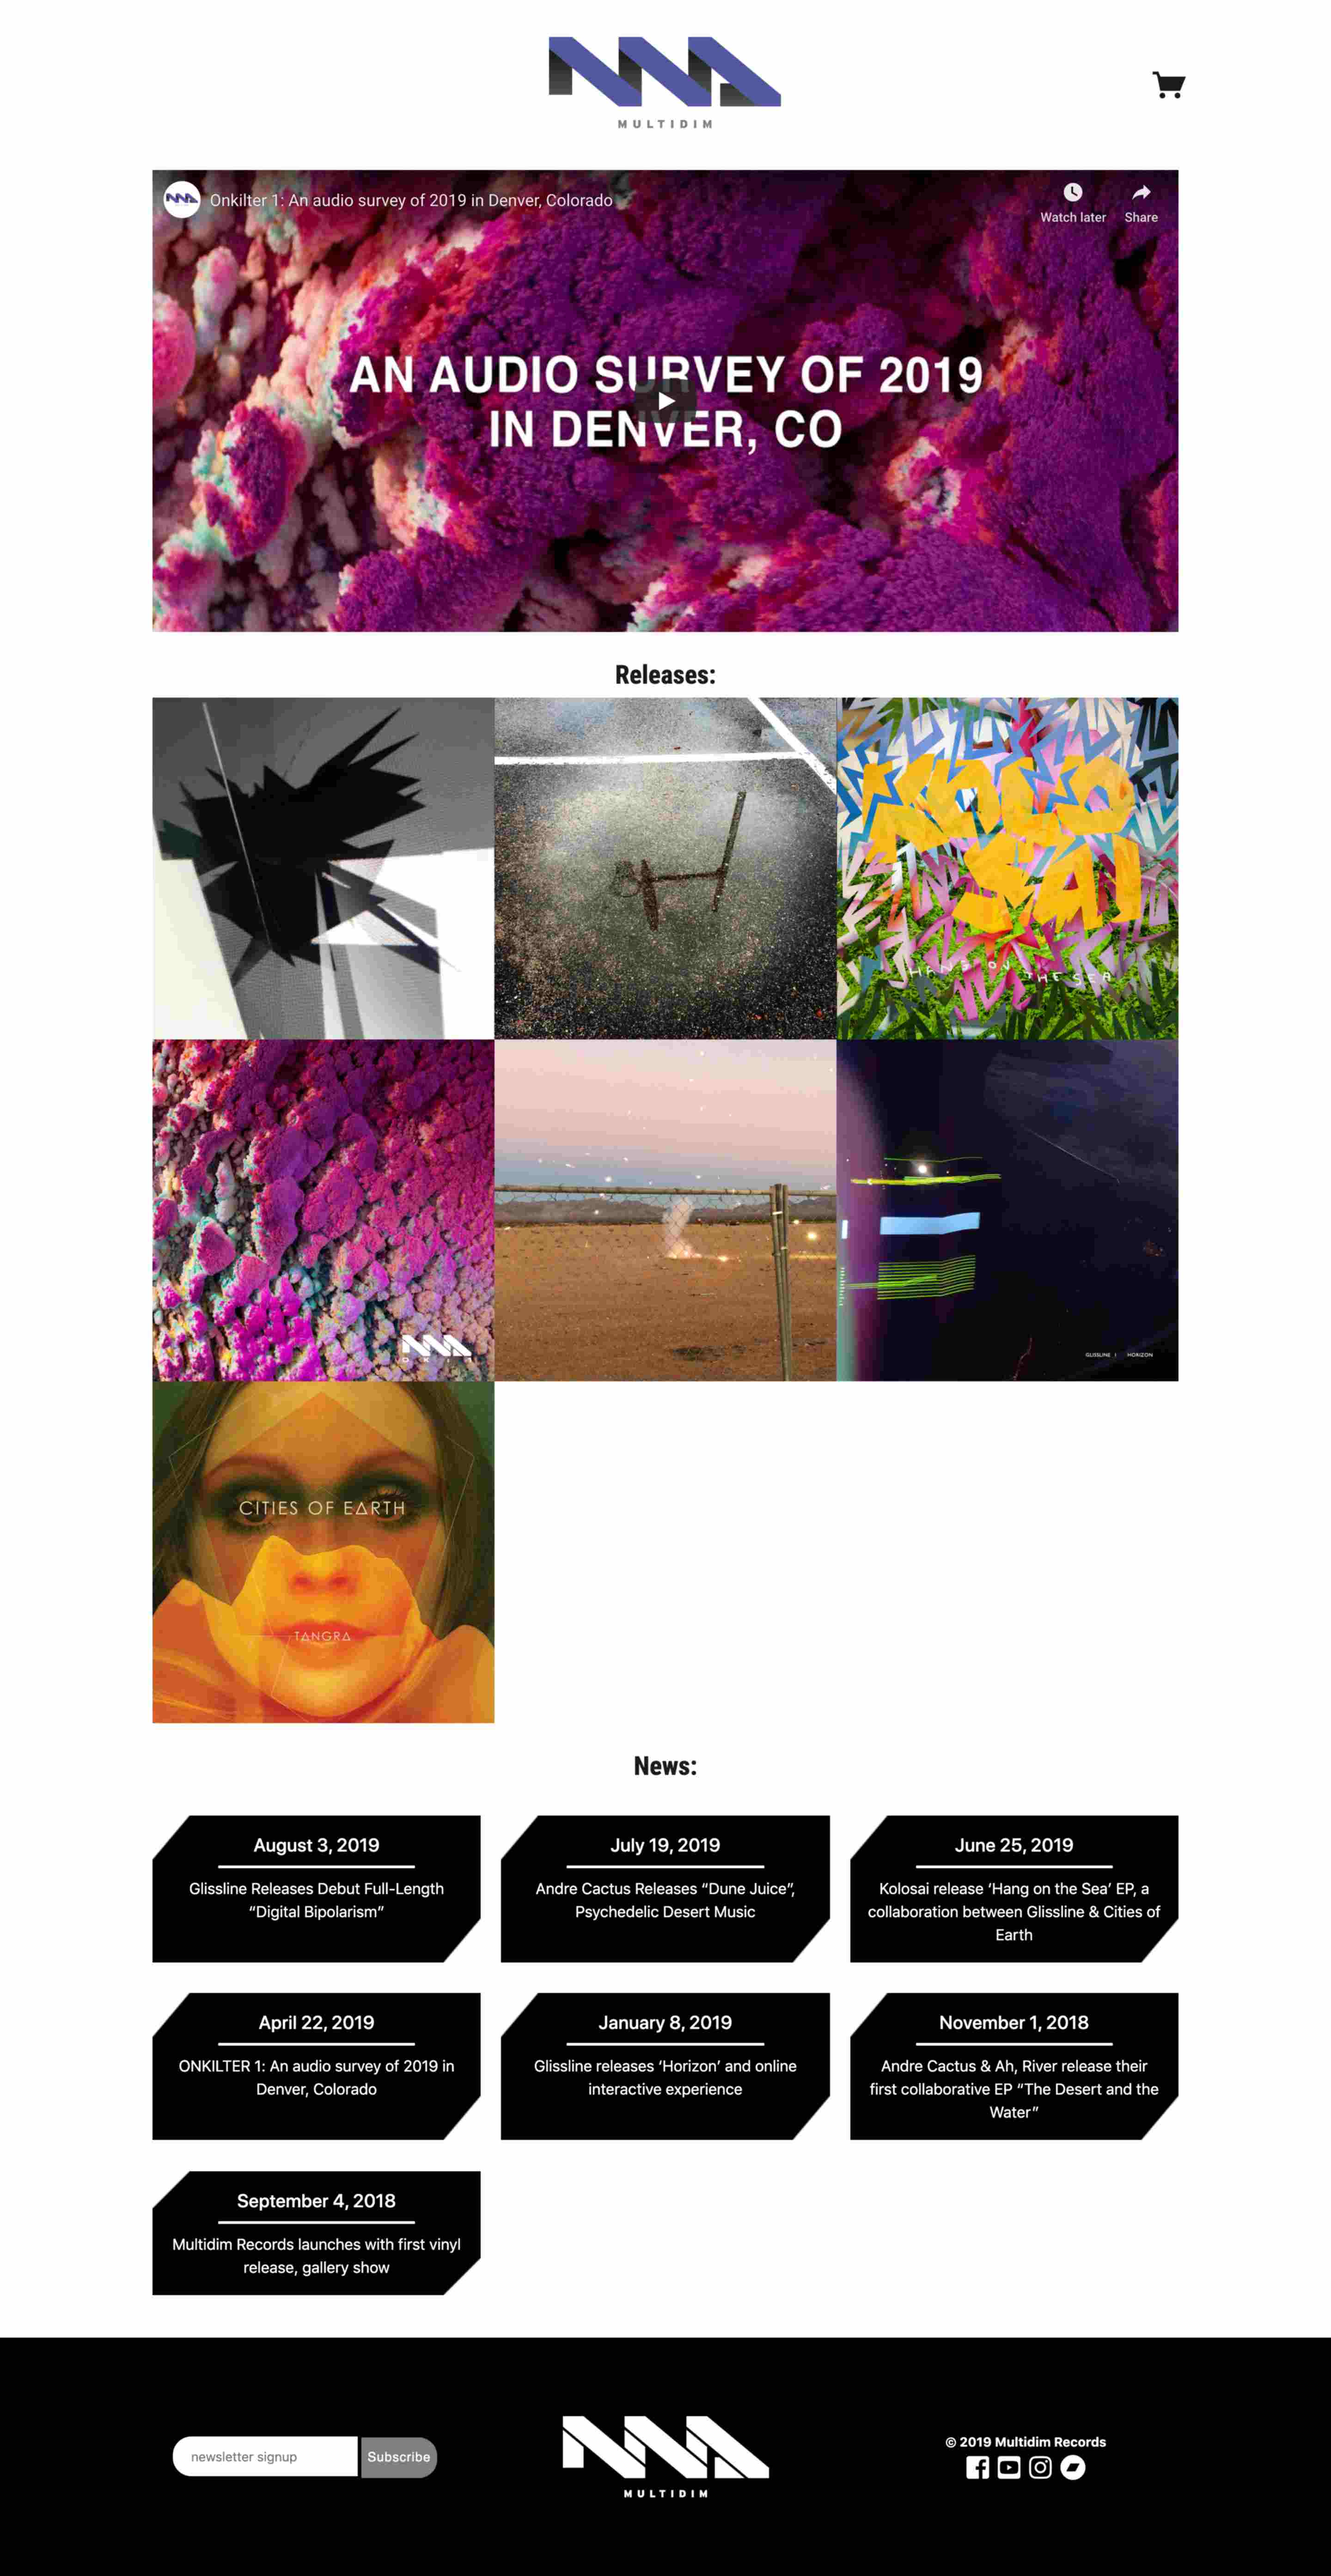 MULTIDIM
Onkilter 1: An audio survey of 2019 in Denver, Colorado
Watch later
Share
AN AUDIO SURVEY OF 2019
IN DENVER, CO
Releases:
HANG ON THE SEA
GLISSLINE | HORIZON
CITIES OF EΔRTH
TΔNGRΔ
News:
August 3, 2019
Glissline Releases Debut Full-Length
“Digital Bipolarism”
July 19, 2019
Andre Cactus Releases “Dune Juice”,
Psychedelic Desert Music
June 25, 2019
Kolosai release ‘Hang on the Sea’ EP, a
collaboration between Glissline & Cities of
Earth
April 22, 2019
ONKILTER 1: An audio survey of 2019 in
Denver, Colorado
January 8, 2019
Glissline releases ‘Horizon’ and online
interactive experience
November 1, 2018
Andre Cactus & Ah, River release their
first collaborative EP “The Desert and the
Water”
September 4, 2018
Multidim Records launches with first vinyl
release, gallery show
newsletter signup
Subscribe
MULTIDIM
© 2019 Multidim Records